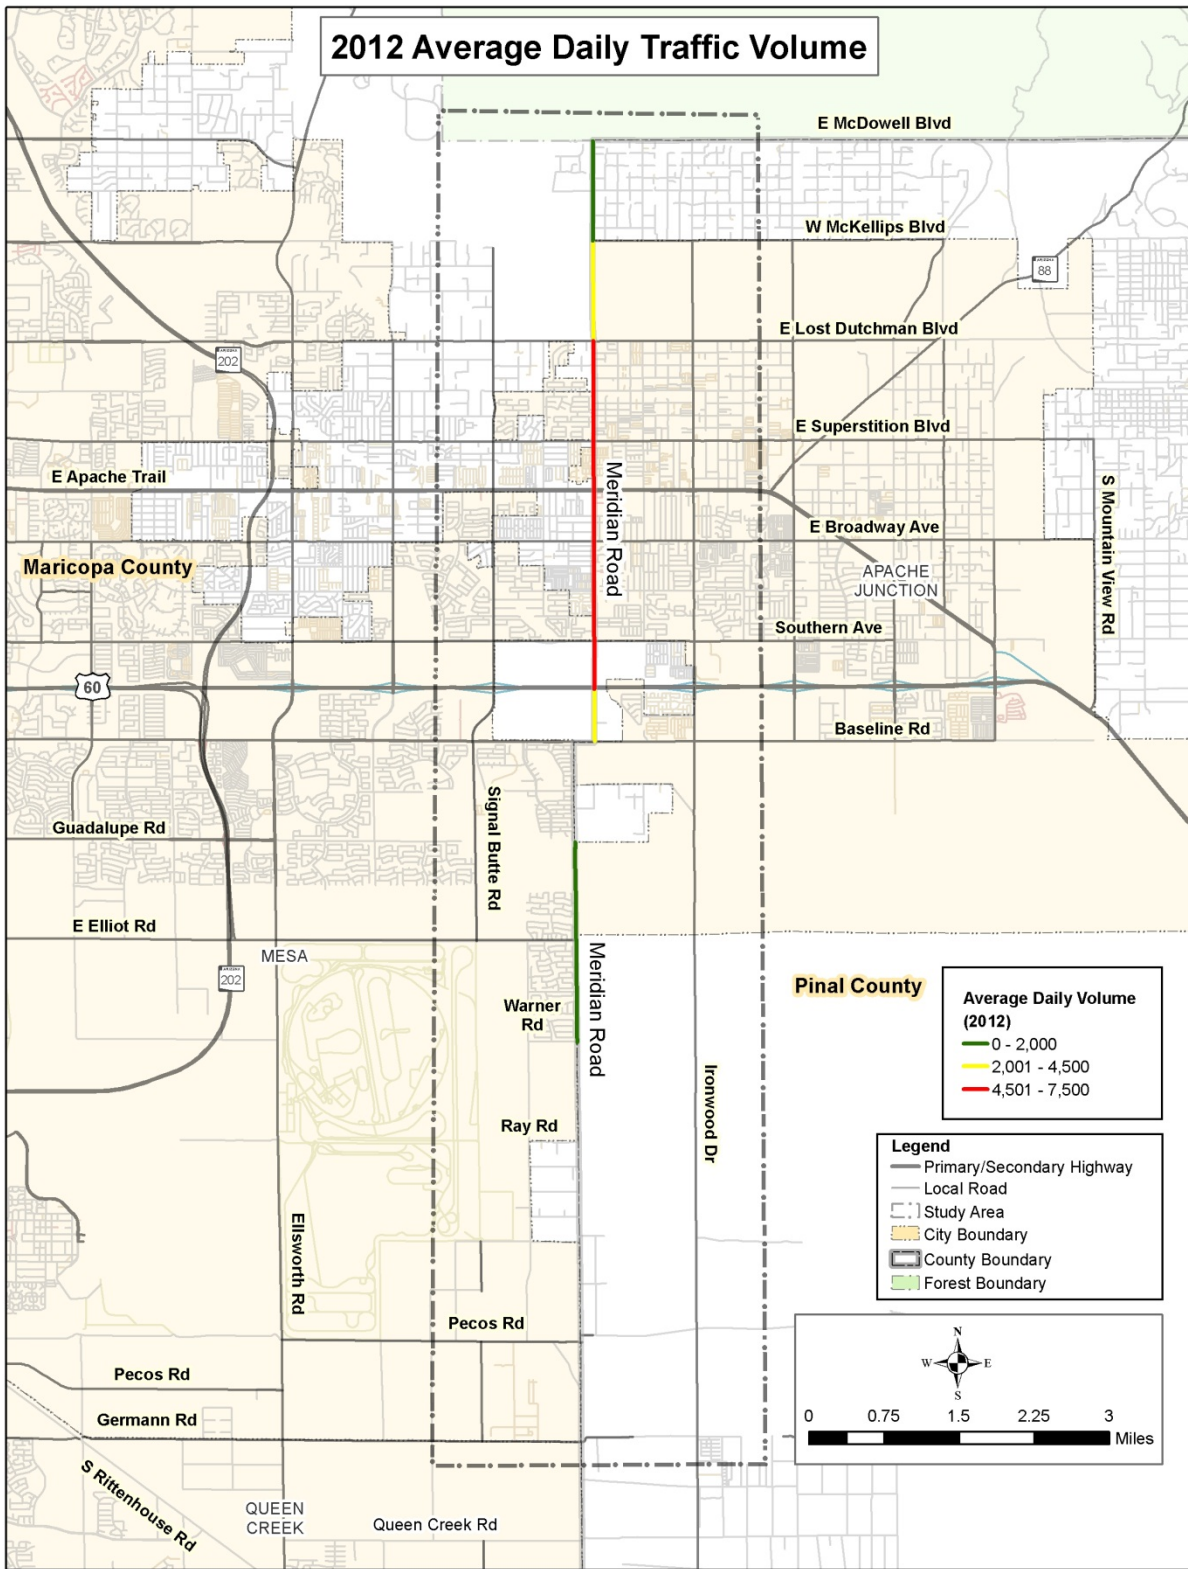 2012 Average Daily Traffic Volume
E McDowell Blvd
W McKellips Blvd
ARIZONA
88
E Lost Dutchman Blvd
ARIZONA
202
E Superstition Blvd
E Apache Trail
Meridian Road
S Mountain View Rd
E Broadway Ave
Maricopa County
APACHE
JUNCTION
Southern Ave
60
Baseline Rd
Signal Butte Rd
Guadalupe Rd
E Elliot Rd
MESA
Meridian Road
ARIZONA
202
Pinal County
Warner
Rd
Average Daily Volume
(2012)
0 - 2,000
2,001 - 4,500
4,501 - 7,500
Ironwood Dr
Ray Rd
Legend
Primary/Secondary Highway
Local Road
Study Area
City Boundary
County Boundary
Forest Boundary
Ellsworth Rd
Pecos Rd
N
W E
S
Pecos Rd
Germann Rd
0 0.75 1.5 2.25 3
Miles
S Rittenhouse Rd
QUEEN
CREEK
Queen Creek Rd